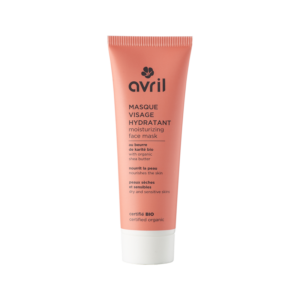 avril
MASQUE
VISAGE
HYDRATANT
moisturizing
face mask
au beurre
de karité bio
with organic
shea butter
nourrit la peau
nourishes the skin
peaux sèches
et sensibles
dry and sensitive skins
certifié BIO
certified organic